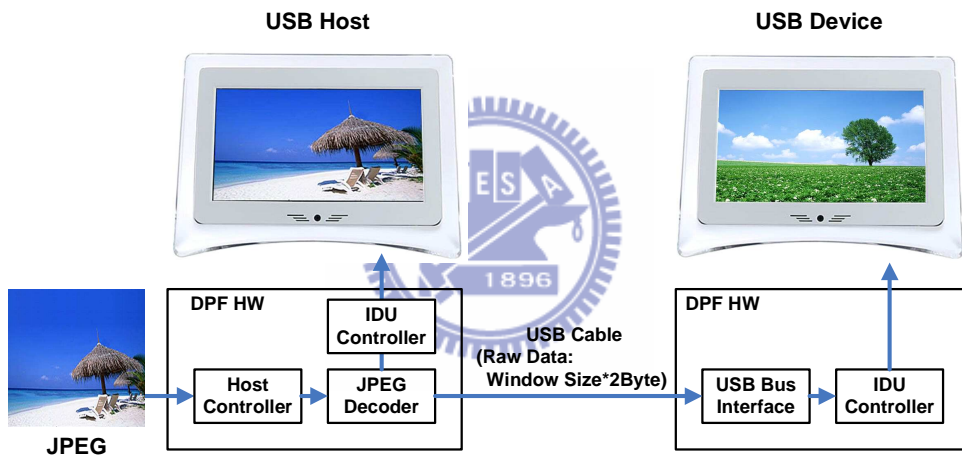 USB Host
USB Device
ES A
1896
DPF HW
IDU
Controller
Host
Controller
JPEG
Decoder
JPEG
USB Cable
(Raw Data:
Window Size*2Byte)
DPF HW
USB Bus
Interface
IDU
Controller